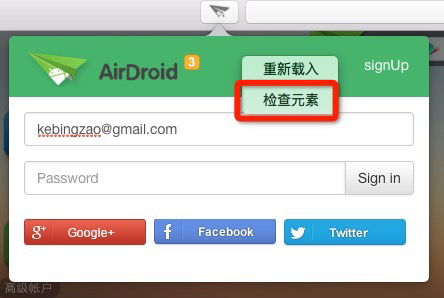 AirDroid 3
重新载入
signUp
检查元素
kebingzao@gmail.com
Password
Sign in
g+ Google+
f Facebook
Twitter
高级帐户